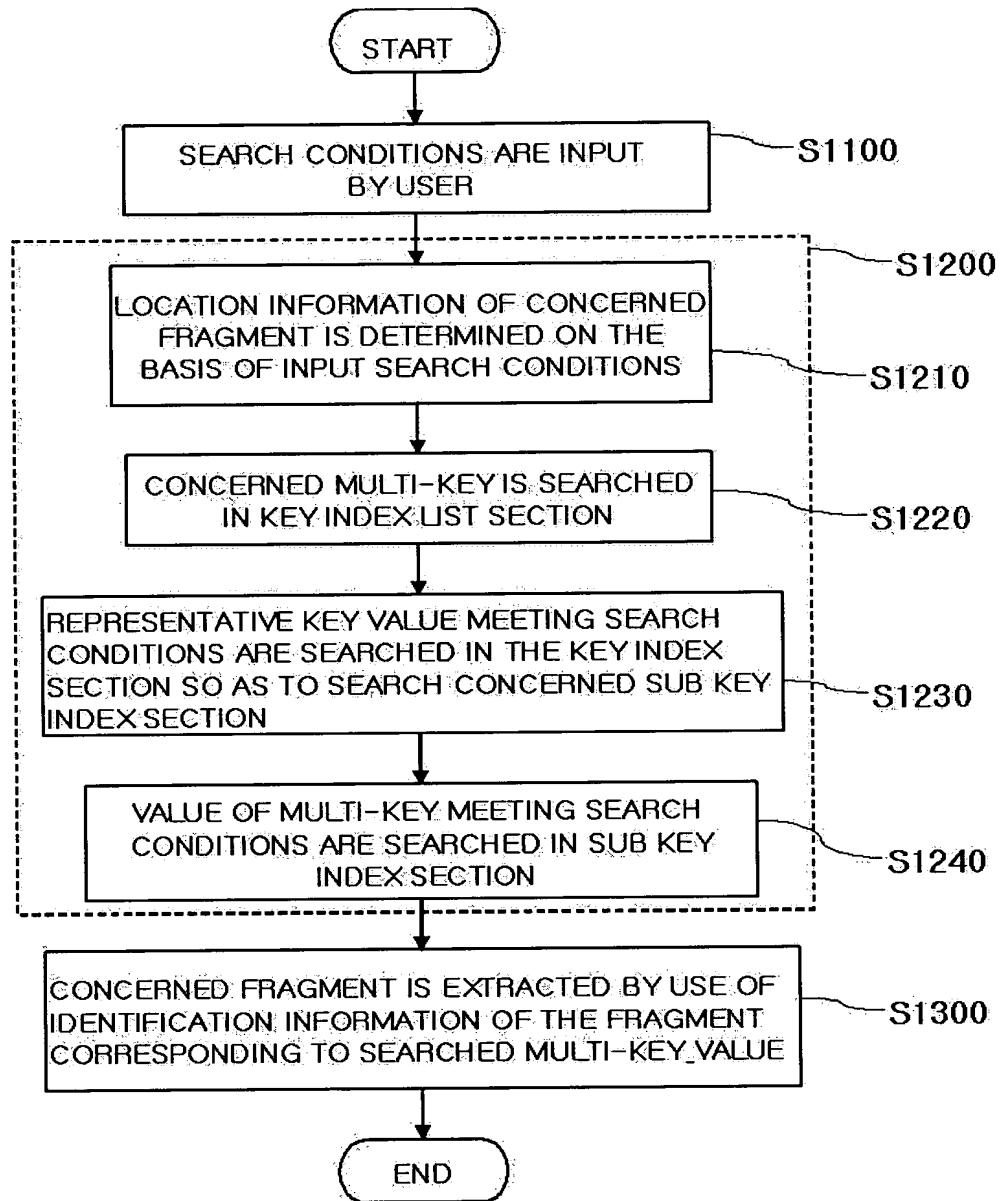 START
SEARCH CONDITIONS ARE INPUT
BY USER
S1100
S1200
LOCATION INFORMATION OF CONCERNED
FRAGMENT IS DETERMINED ON THE
BASIS OF INPUT SEARCH CONDITIONS
S1210
CONCERNED MULTI-KEY IS SEARCHED
IN KEY INDEX LIST SECTION
S1220
REPRESENTATIVE KEY VALUE MEETING SEARCH
CONDITIONS ARE SEARCHED IN THE KEY INDEX
SECTION SO AS TO SEARCH CONCERNED SUB KEY
INDEX SECTION
S1230
VALUE OF MULTI-KEY MEETING SEARCH
CONDITIONS ARE SEARCHED IN SUB KEY
INDEX SECTION
S1240
CONCERNED FRAGMENT IS EXTRACTED BY USE OF
IDENTIFICATION INFORMATION OF THE FRAGMENT
CORRESPONDING TO SEARCHED MULTI-KEY_VALUE
S1300
END